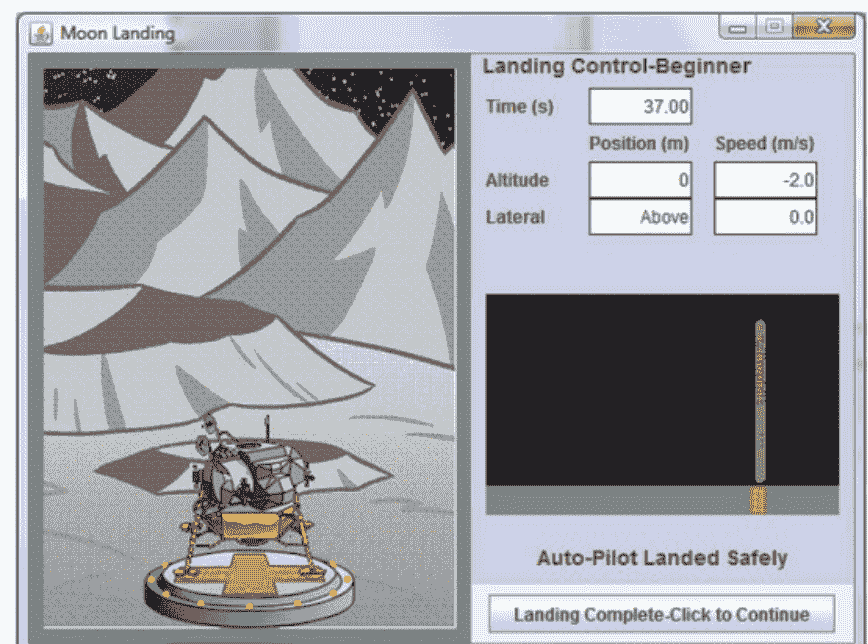 Moon Landing
Landing Control-Beginner
Time (s) 37.00
Position (m) Speed (m/s)
Altitude 0 -2.0
Lateral Above 0.0
Auto-Pilot Landed Safely
Landing Complete-Click to Continue